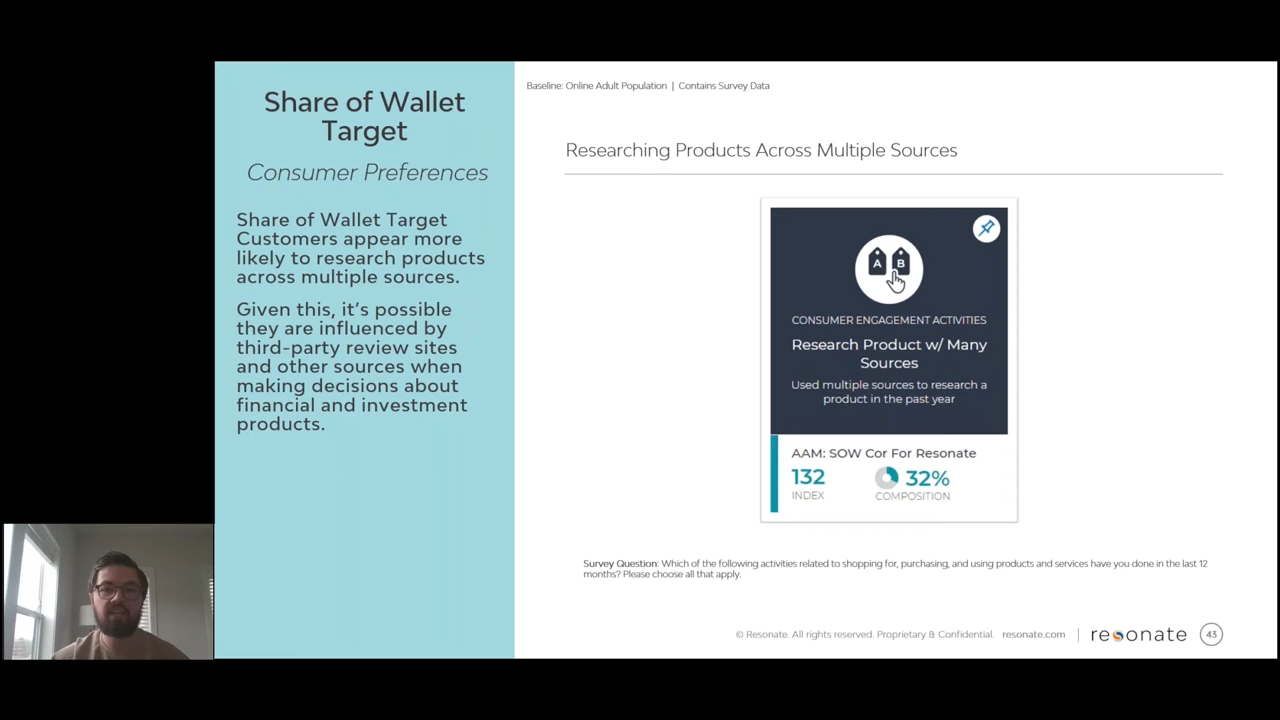 Share of Wallet
Target
Consumer Preferences
Share of Wallet Target
Customers appear more
likely to research products
across multiple sources.
Given this, it’s possible
they are influenced by
third-party review sites
and other sources when
making decisions about
financial and investment
products.
Baseline: Online Adult Population | Contains Survey Data
Researching Products Across Multiple Sources
A B
CONSUMER ENGAGEMENT ACTIVITIES
Research Product w/ Many
Sources
Used multiple sources to research a
product in the past year
AAM: SOW Cor For Resonate
132 32%
INDEX COMPOSITION
Survey Question: Which of the following activities related to shopping for, purchasing, and using products and services have you done in the last 12
months? Please choose all that apply.
© Resonate. All rights reserved. Proprietary & Confidential. resonate.com | resonate 43